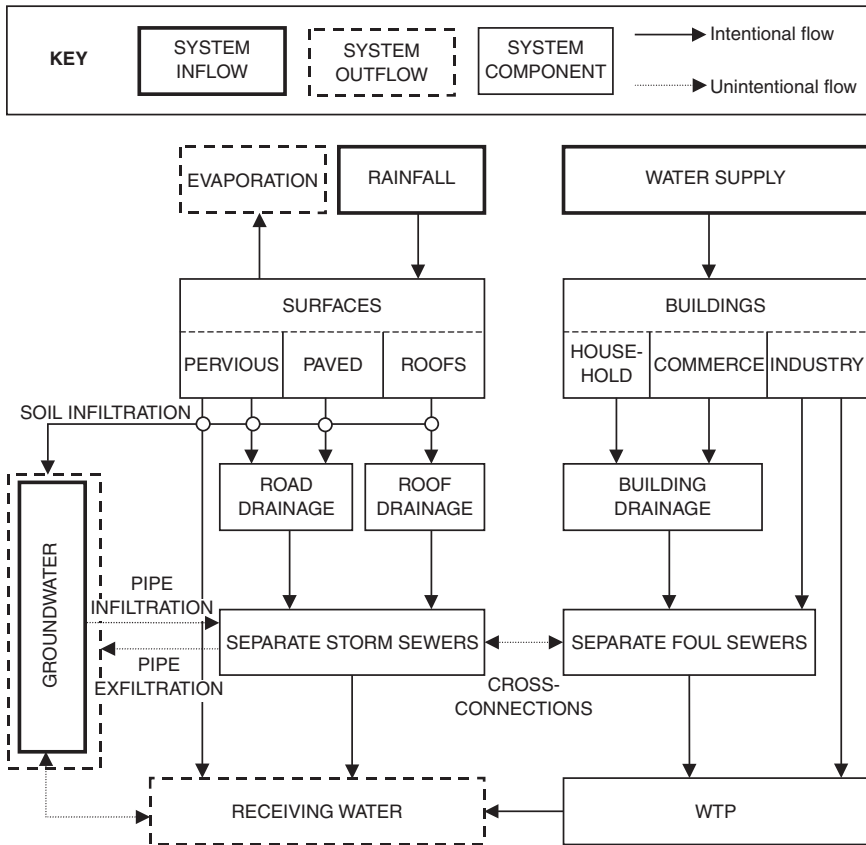 KEY
SYSTEM
INFLOW
SYSTEM
OUTFLOW
SYSTEM
COMPONENT
Intentional flow
Unintentional flow
EVAPORATION
RAINFALL
WATER SUPPLY
SURFACES
PERVIOUS
PAVED
ROOFS
BUILDINGS
HOUSE-
HOLD
COMMERCE
INDUSTRY
SOIL INFILTRATION
ROAD
DRAINAGE
ROOF
DRAINAGE
BUILDING
DRAINAGE
GROUNDWATER
PIPE
INFILTRATION
PIPE
EXFILTRATION
SEPARATE STORM SEWERS
SEPARATE FOUL SEWERS
CROSS-
CONNECTIONS
RECEIVING WATER
WTP